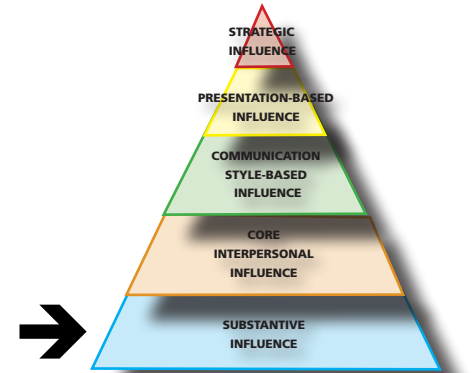 STRATEGIC
INFLUENCE
PRESENTATION-BASED
INFLUENCE
COMMUNICATION
STYLE-BASED
INFLUENCE
CORE
INTERPERSONAL
INFLUENCE
SUBSTANTIVE
INFLUENCE